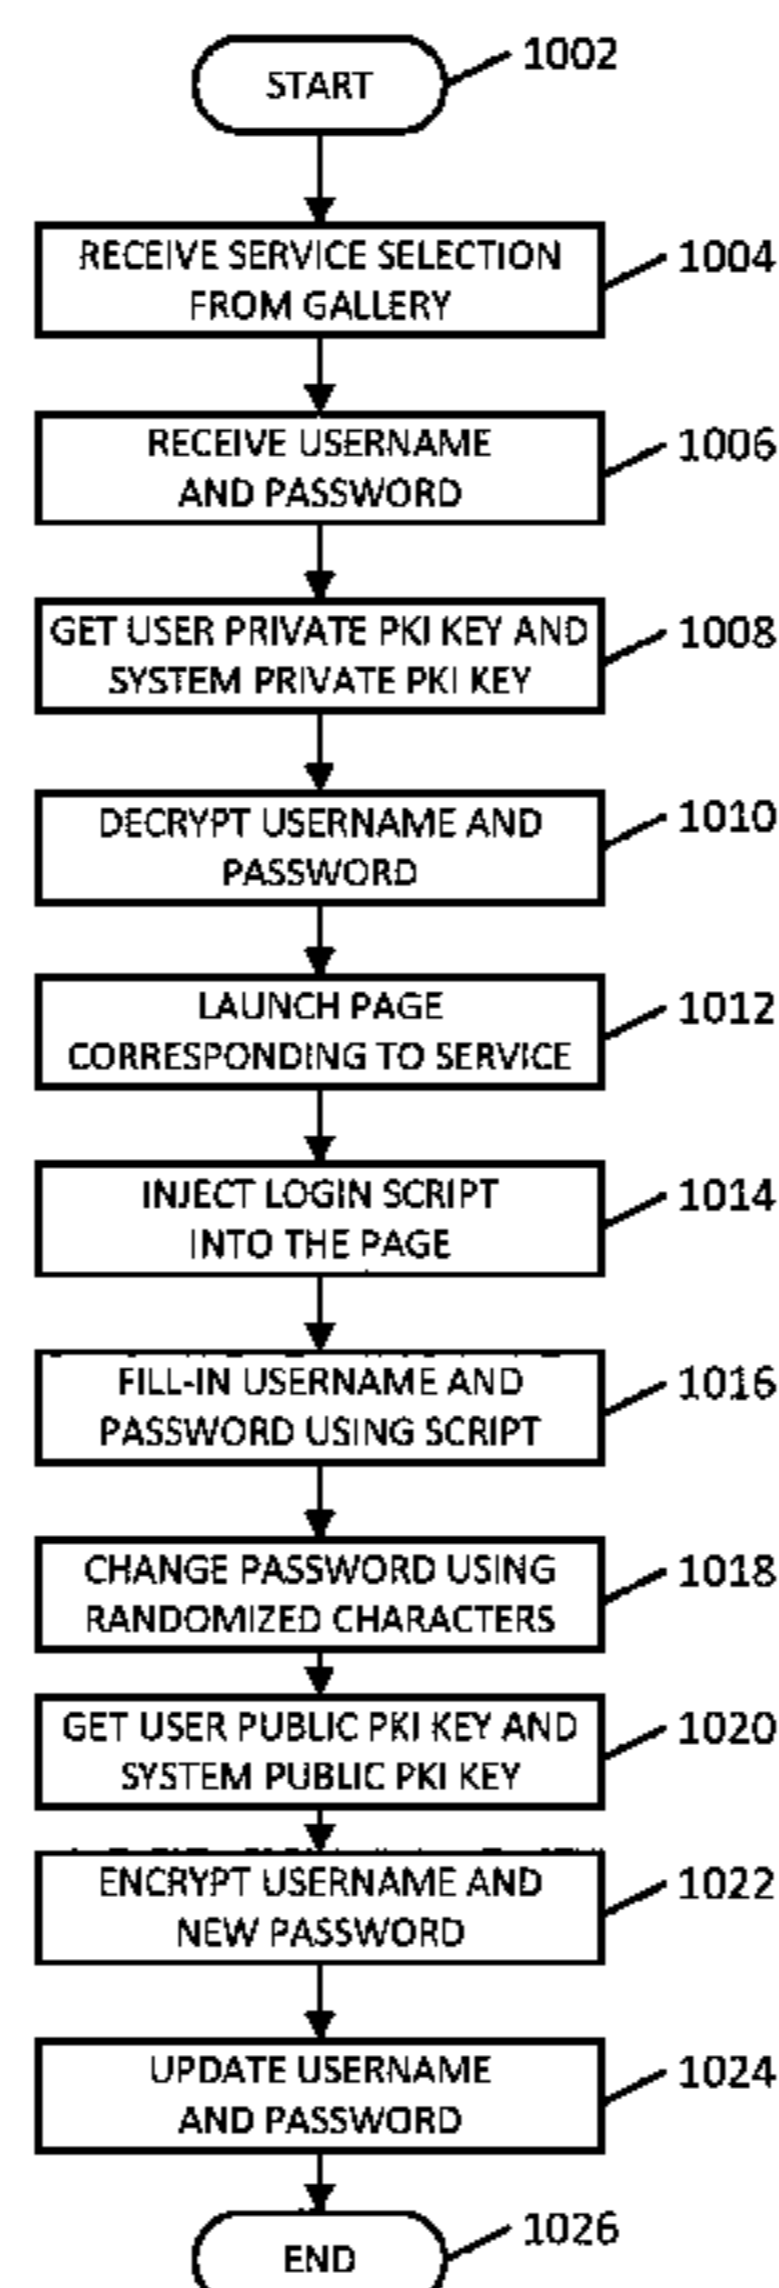 START
1002
RECEIVE SERVICE SELECTION
FROM GALLERY
1004
RECEIVE USERNAME
AND PASSWORD
1006
GET USER PRIVATE PKI KEY AND
SYSTEM PRIVATE PKI KEY
1008
DECRYPT USERNAME AND
PASSWORD
1010
LAUNCH PAGE
CORRESPONDING TO SERVICE
1012
INJECT LOGIN SCRIPT
INTO THE PAGE
1014
FILL-IN USERNAME AND
PASSWORD USING SCRIPT
1016
CHANGE PASSWORD USING
RANDOMIZED CHARACTERS
1018
GET USER PUBLIC PKI KEY AND
SYSTEM PUBLIC PKI KEY
1020
ENCRYPT USERNAME AND
NEW PASSWORD
1022
UPDATE USERNAME
AND PASSWORD
1024
END
1026